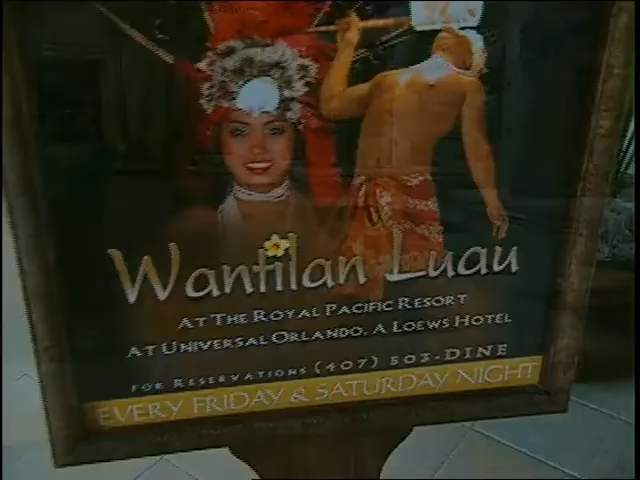 Wantilan Luau
AT THE ROYAL PACIFIC RESORT
AT UNIVERSAL ORLANDO, A LOEWS HOTEL
FOR RESERVATIONS (407) 503-DINE
EVERY FRIDAY & SATURDAY NIGHT